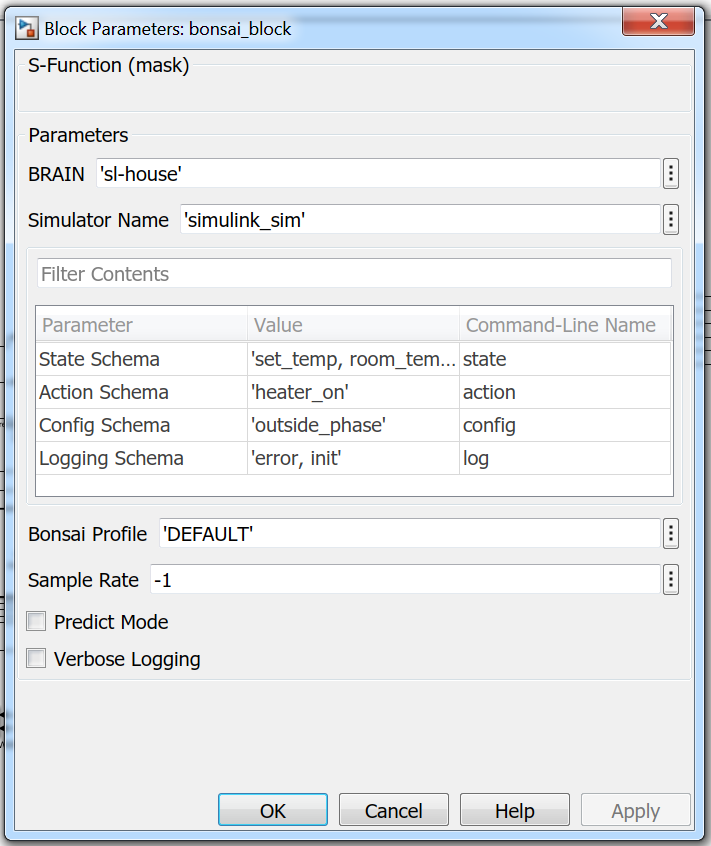 Block Parameters: bonsai_block
S-Function (mask)
Parameters
BRAIN 'sl-house'
Simulator Name 'simulink_sim'
Filter Contents
Parameter Value Command-Line Name
State Schema 'set_temp, room_tem... state
Action Schema 'heater_on' action
Config Schema 'outside_phase' config
Logging Schema 'error, init' log
Bonsai Profile 'DEFAULT'
Sample Rate -1
Predict Mode
Verbose Logging
OK Cancel Help Apply